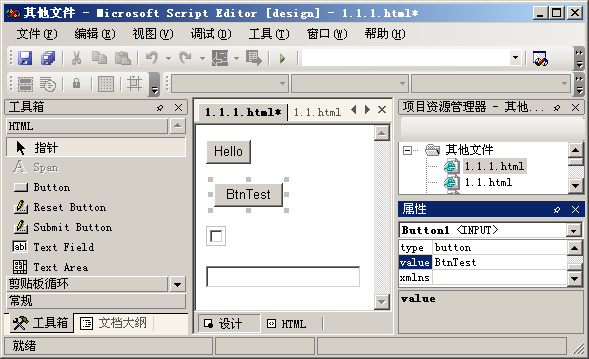 其他文件 - Microsoft Script Editor [design] - 1.1.1.html*
文件(F) 编辑(E) 视图(V) 调试(D) 工具(T) 窗口(W) 帮助(H)
工具箱
HTML
指针
Span
Button
Reset Button
Submit Button
Text Field
Text Area
剪贴板循环
常规
工具箱 文档大纲
1.1.1.html* 1.1.html
Hello
BtnTest
设计 HTML
项目资源管理器 - 其他...
其他文件
1.1.1.html
1.1.html
属性
Button1 <INPUT>
type button
value BtnTest
xmlns
value
就绪